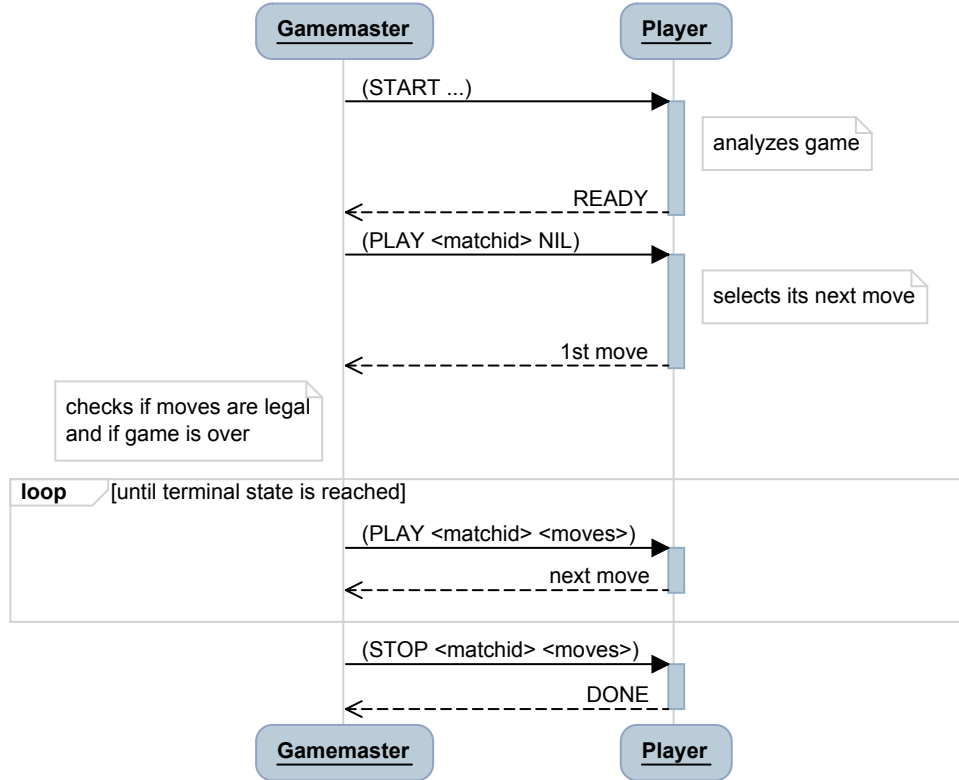 Gamemaster
Player
(START ...)
analyzes game
READY
(PLAY <matchid> NIL)
selects its next move
1st move
checks if moves are legal
and if game is over
loop
[until terminal state is reached]
(PLAY <matchid> <moves>)
next move
(STOP <matchid> <moves>)
DONE
Gamemaster
Player